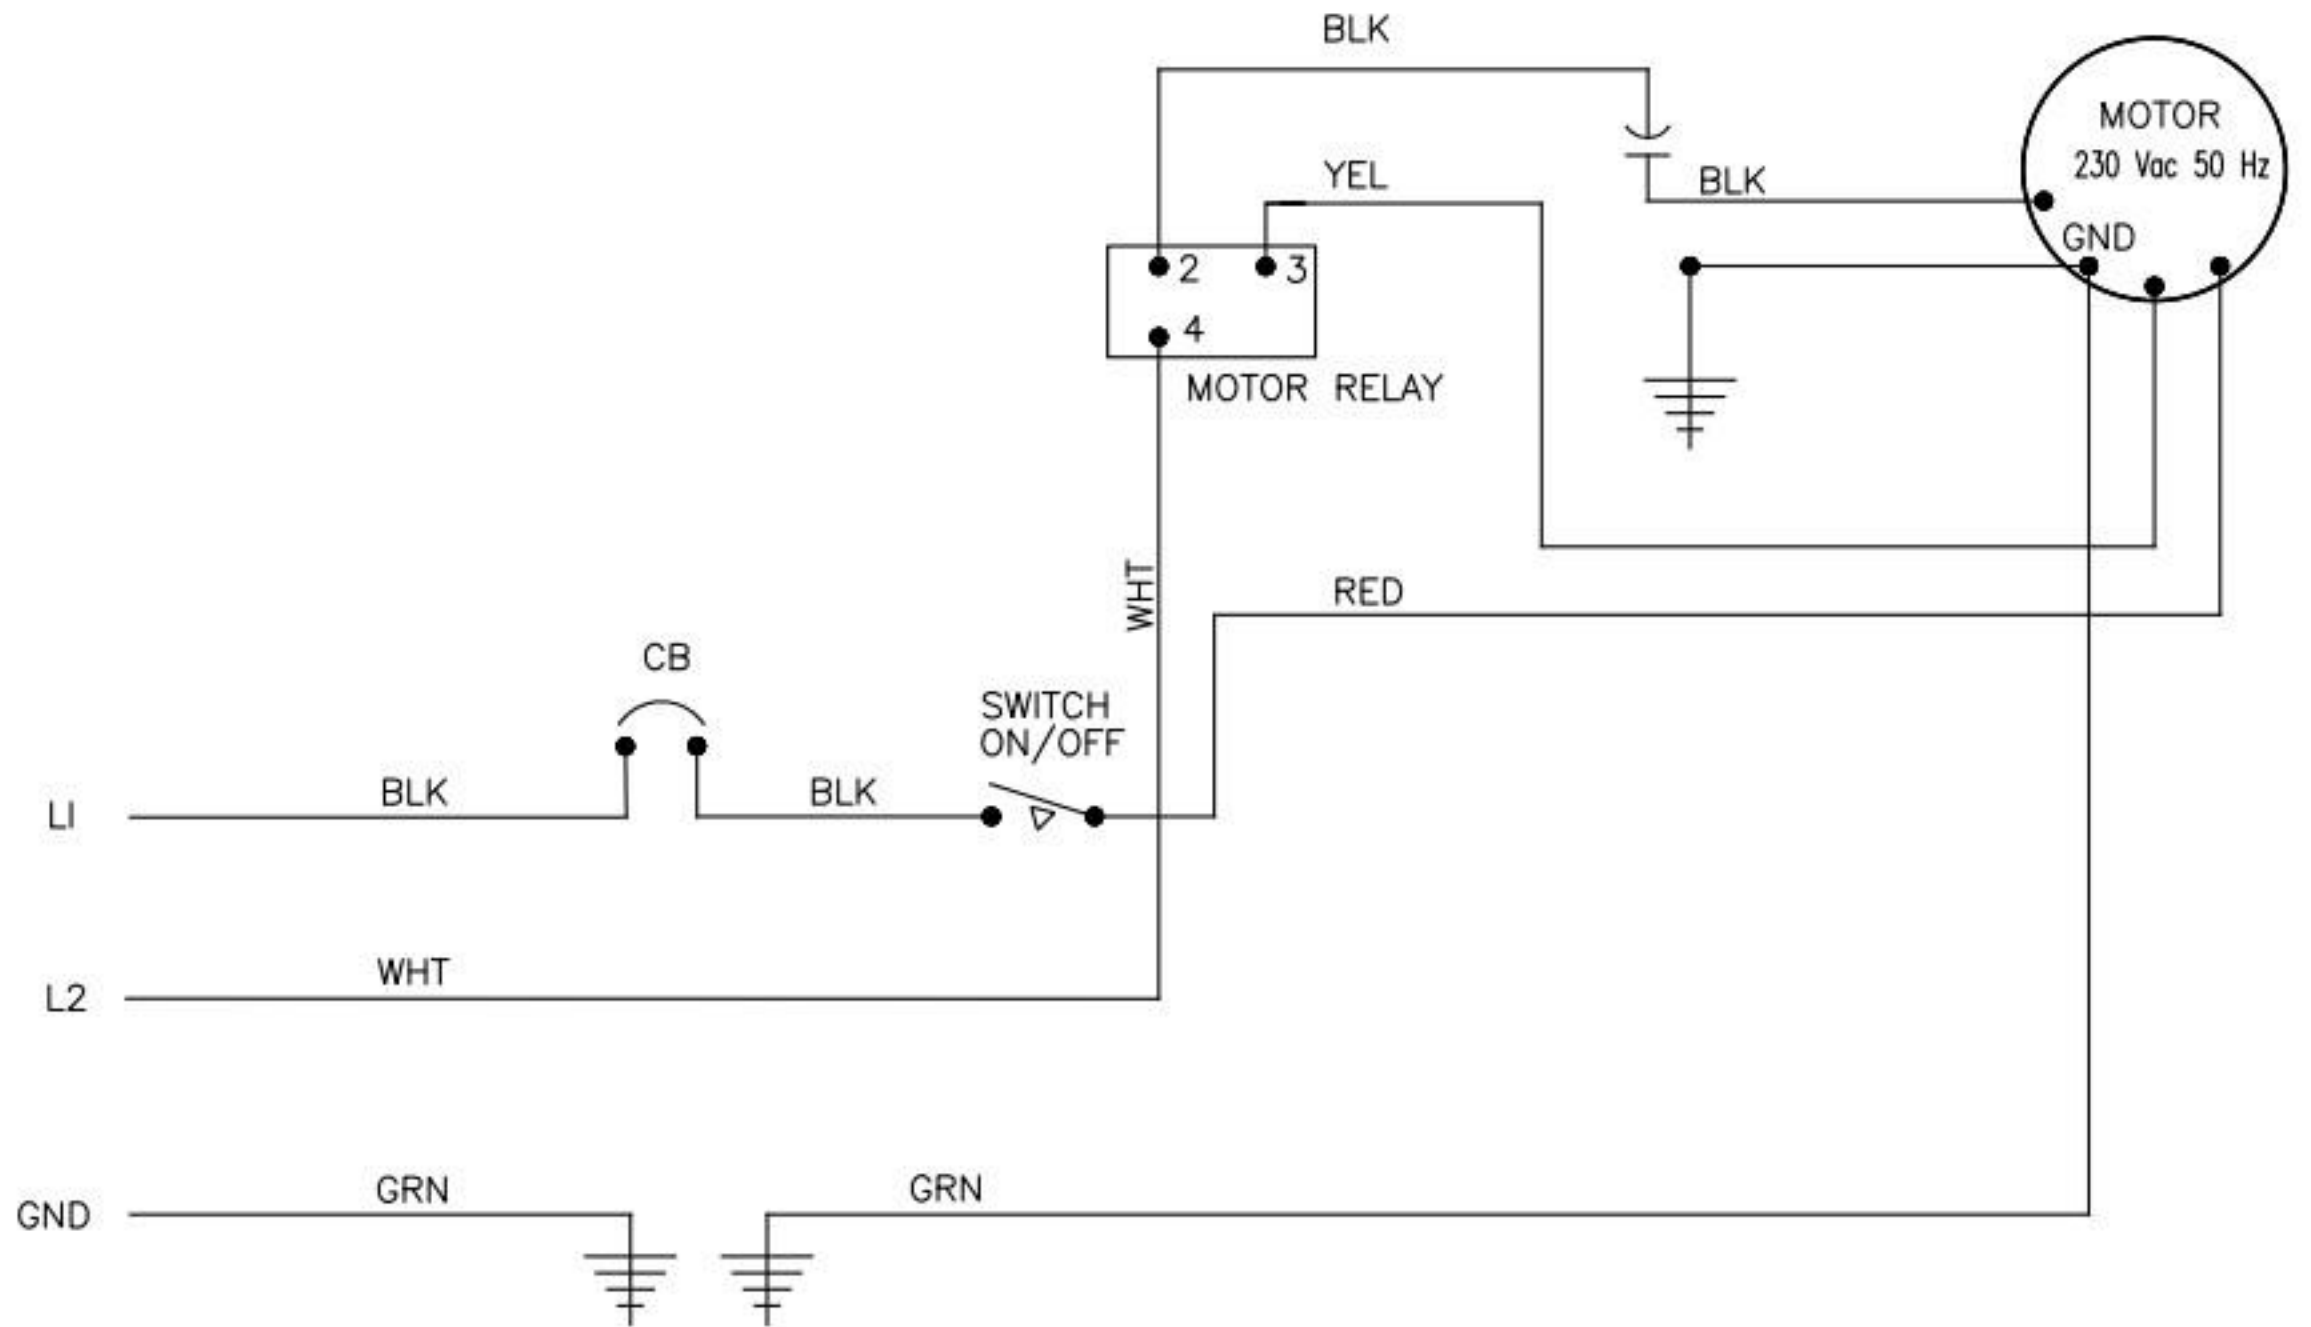 BLK
MOTOR
230 Vac 50 Hz
YEL
BLK
GND
2
3
4
MOTOR RELAY
WHT
RED
CB
SWITCH
ON/OFF
L1
BLK
BLK
L2
WHT
GND
GRN
GRN